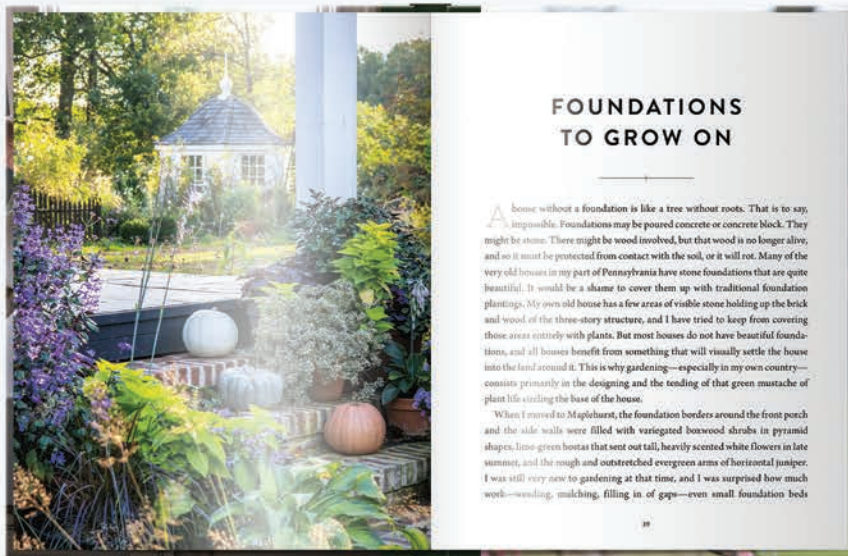 FOUNDATIONS
TO GROW ON
A house without a foundation is like a tree without roots. That is to say,
impossible. Foundations may be poured concrete or concrete block. They
might be stone. There might be wood involved, but that wood is no longer alive,
and so it must be protected from contact with the soil, or it will rot. Many of the
very old houses in my part of Pennsylvania have stone foundations that are quite
beautiful. It would be a shame to cover them up with traditional foundation
plantings. My own old house has a few areas of visible stone holding up the brick
and wood of the three-story structure, and I have tried to keep from covering
those areas entirely with plants. But most houses do not have beautiful founda-
tions, and all houses benefit from something that will visually settle the house
into the land around it. This is why gardening—especially in my own country—
consists primarily in the designing and the tending of that green mustache of
plant life circling the base of the house.
When I moved to Maplehurst, the foundation borders around the front porch
and the side walls were filled with variegated boxwood shrubs in pyramid
shapes, lime-green hostas that sent out tall, heavily scented white flowers in late
summer, and the rough and outstretched evergreen arms of horizontal juniper.
I was still very new to gardening at that time, and I was surprised how much
work—weeding, mulching, filling in of gaps—even small foundation beds
39